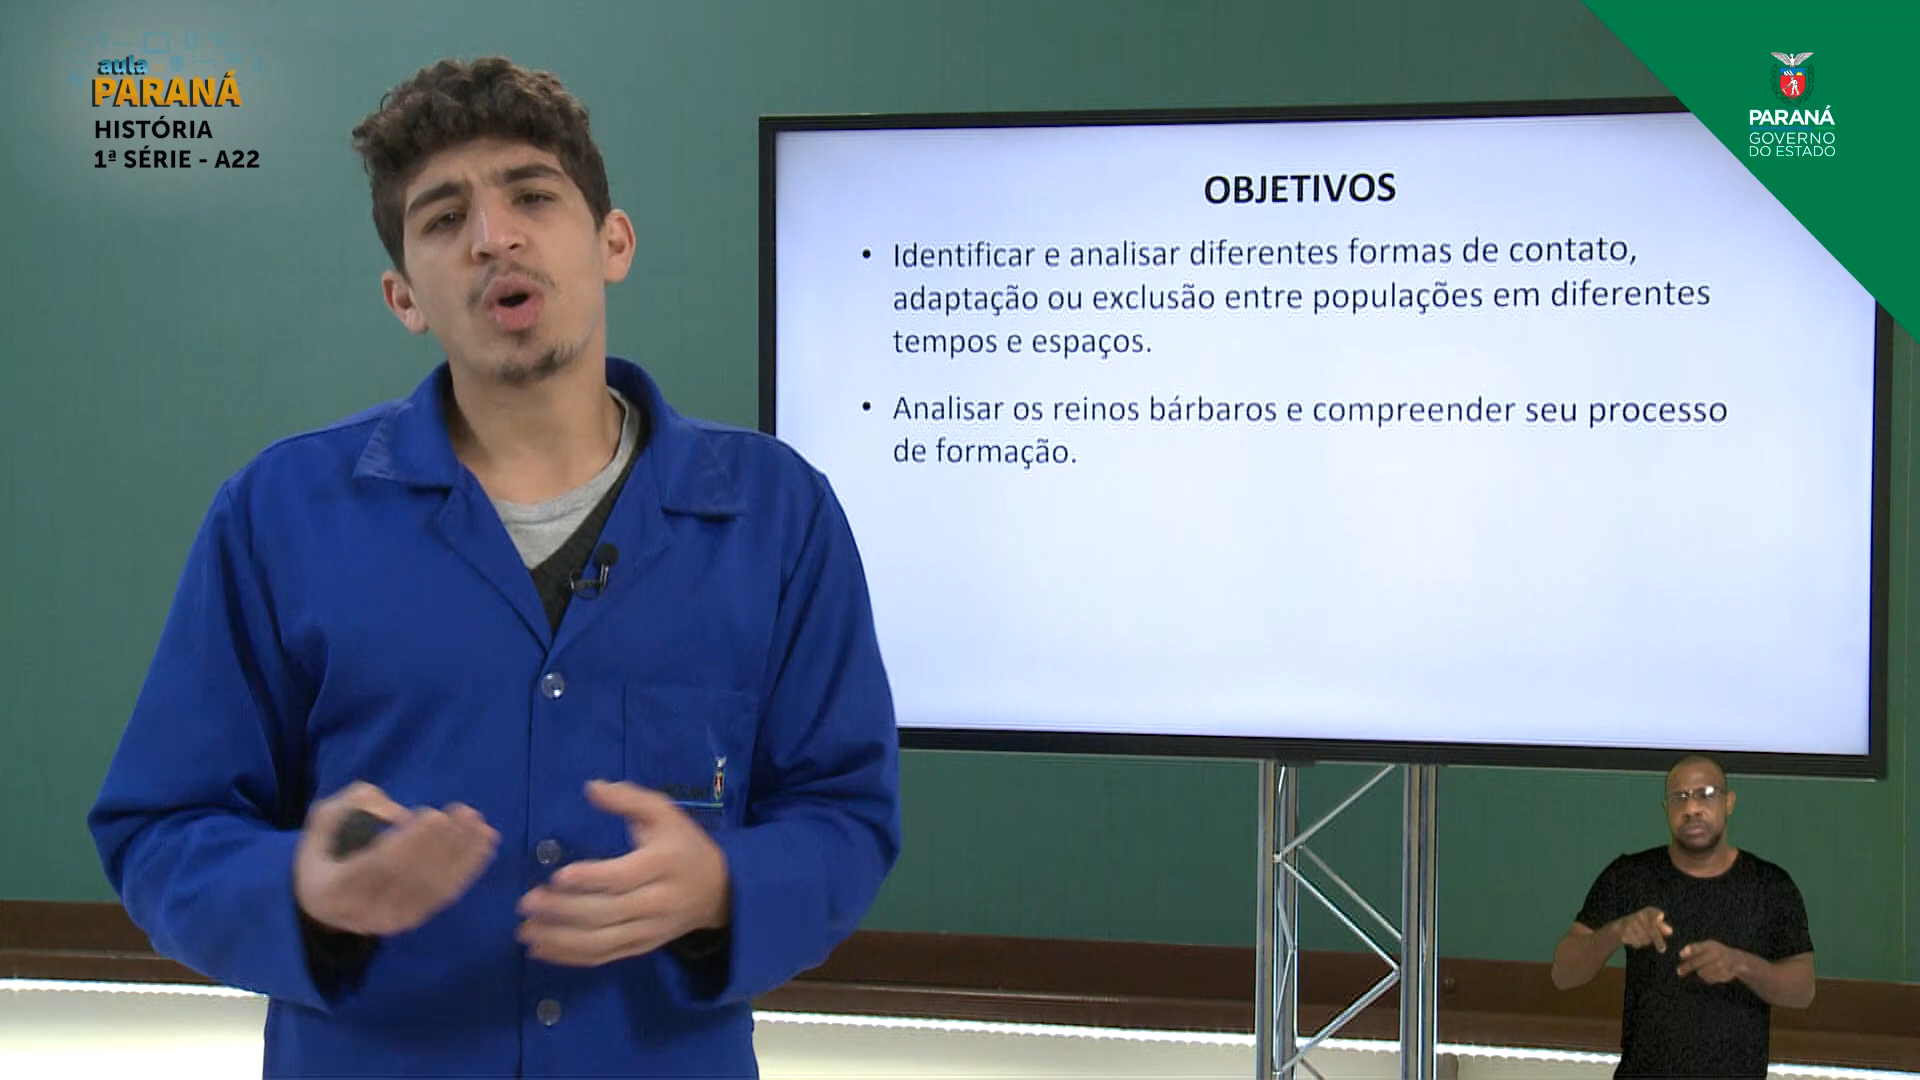 aula
PARANÁ
HISTÓRIA
1ª SÉRIE - A22
PARANÁ
GOVERNO
DO ESTADO
OBJETIVOS
• Identificar e analisar diferentes formas de contato,
adaptação ou exclusão entre populações em diferentes
tempos e espaços.
• Analisar os reinos bárbaros e compreender seu processo
de formação.